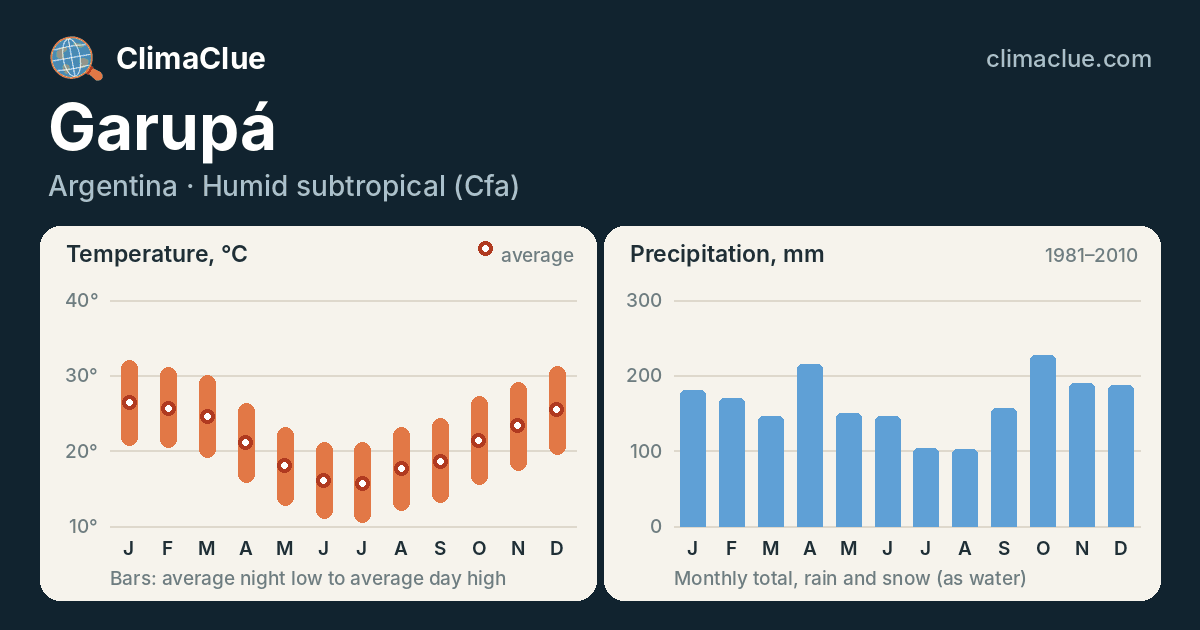 ClimaClue
climaclue.com
Garupá
Argentina · Humid subtropical (Cfa)
Temperature, °C
average
40°
30°
20°
10°
J F M A M J J A S O N D
Bars: average night low to average day high
Precipitation, mm
1981–2010
300
200
100
0
J F M A M J J A S O N D
Monthly total, rain and snow (as water)